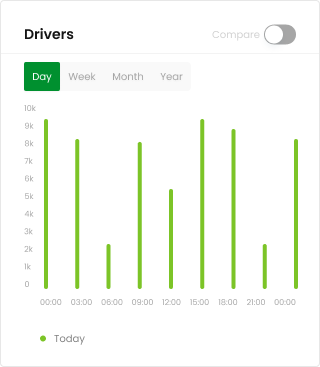 Drivers
Compare
Day Week Month Year
10k
9k
8k
7k
6k
5k
4k
3k
2k
1k
0
00:00 03:00 06:00 09:00 12:00 15:00 18:00 21:00 00:00
Today